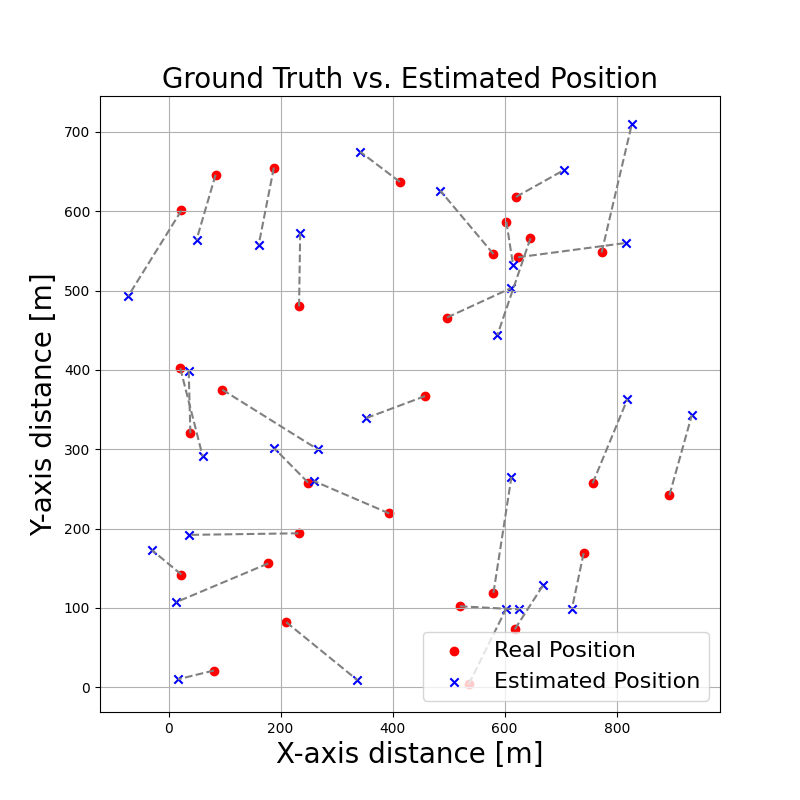 Ground Truth vs. Estimated Position
Y-axis distance [m]
700
600
500
400
300
200
100
0
0 200 400 600 800
X-axis distance [m]
Real Position
Estimated Position